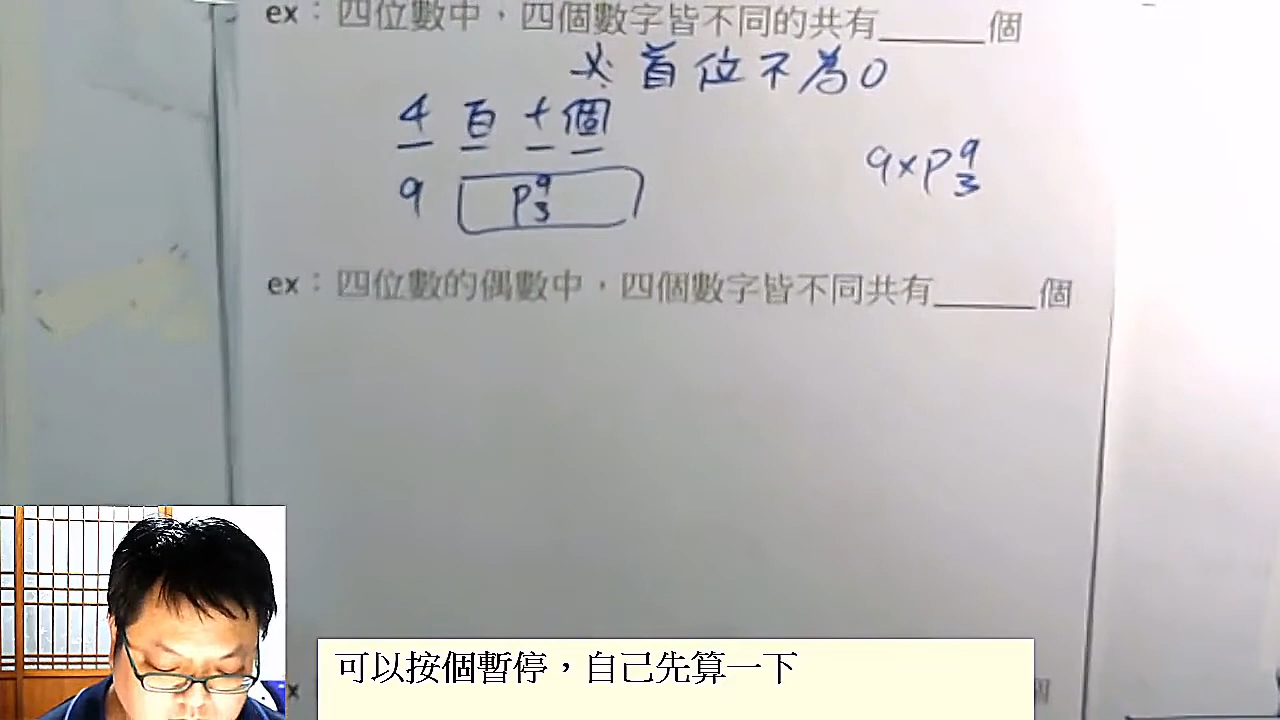 ex：四位數中，四個數字皆不同的共有______個
※首位不為0
千百十個
9 P⁹₃
9×P⁹₃
ex：四位數的偶數中，四個數字皆不同共有______個
可以按個暫停，自己先算一下